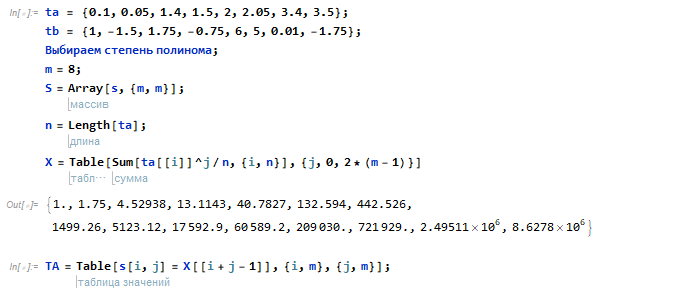 In[ ]:= ta = {0.1, 0.05, 1.4, 1.5, 2, 2.05, 3.4, 3.5};
tb = {1, -1.5, 1.75, -0.75, 6, 5, 0.01, -1.75};
Выбираем степень полинома;
m = 8;
S = Array[s, {m, m}];
массив
n = Length[ta];
длина
X = Table[Sum[ta[[i]]^j/n, {i, n}], {j, 0, 2*(m-1)}]
табл⋯ сумма
Out[ ]= {1., 1.75, 4.52938, 13.1143, 40.7827, 132.594, 442.526,
1499.26, 5123.12, 17592.9, 60589.2, 209030., 721929., 2.49511×10⁶, 8.6278×10⁶}
In[ ]:= TA = Table[s[i, j] = X[[i+j-1]], {i, m}, {j, m}];
таблица значений